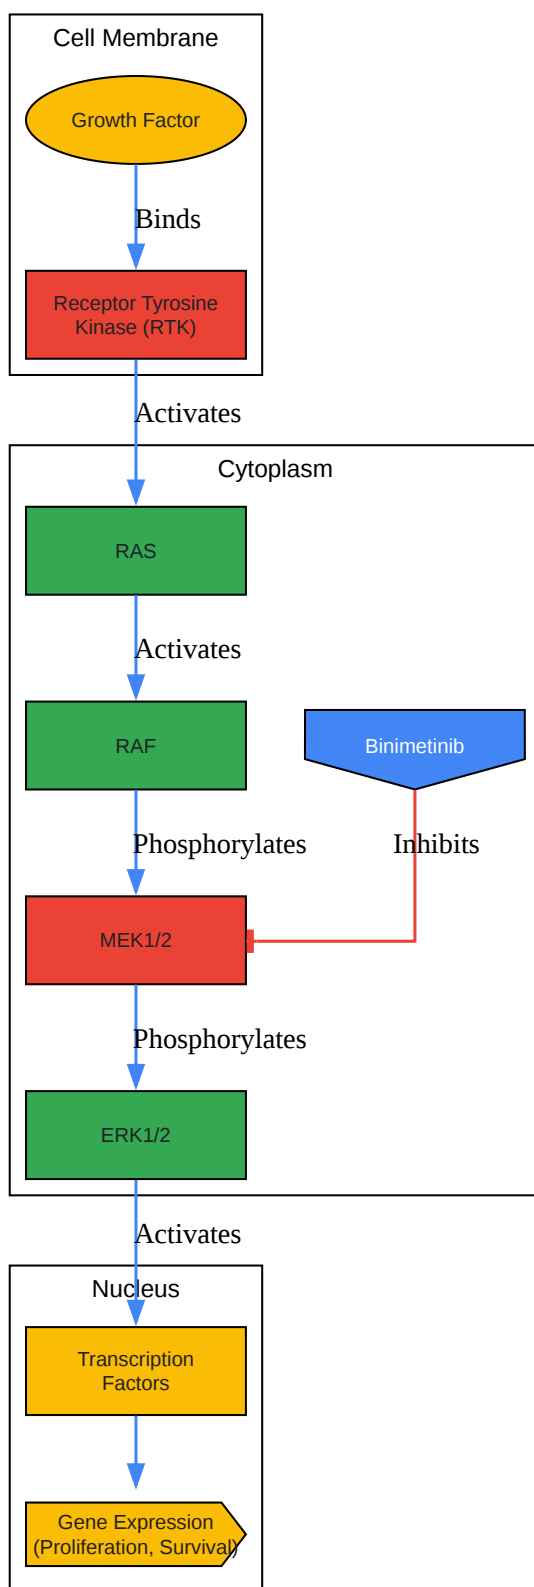 Cell Membrane
Growth Factor
Binds
Receptor Tyrosine
Kinase (RTK)
Activates
Cytoplasm
RAS
Activates
RAF
Binimetinib
Phosphorylates
Inhibits
MEK1/2
Phosphorylates
ERK1/2
Activates
Nucleus
Transcription
Factors
Gene Expression
(Proliferation, Survival)